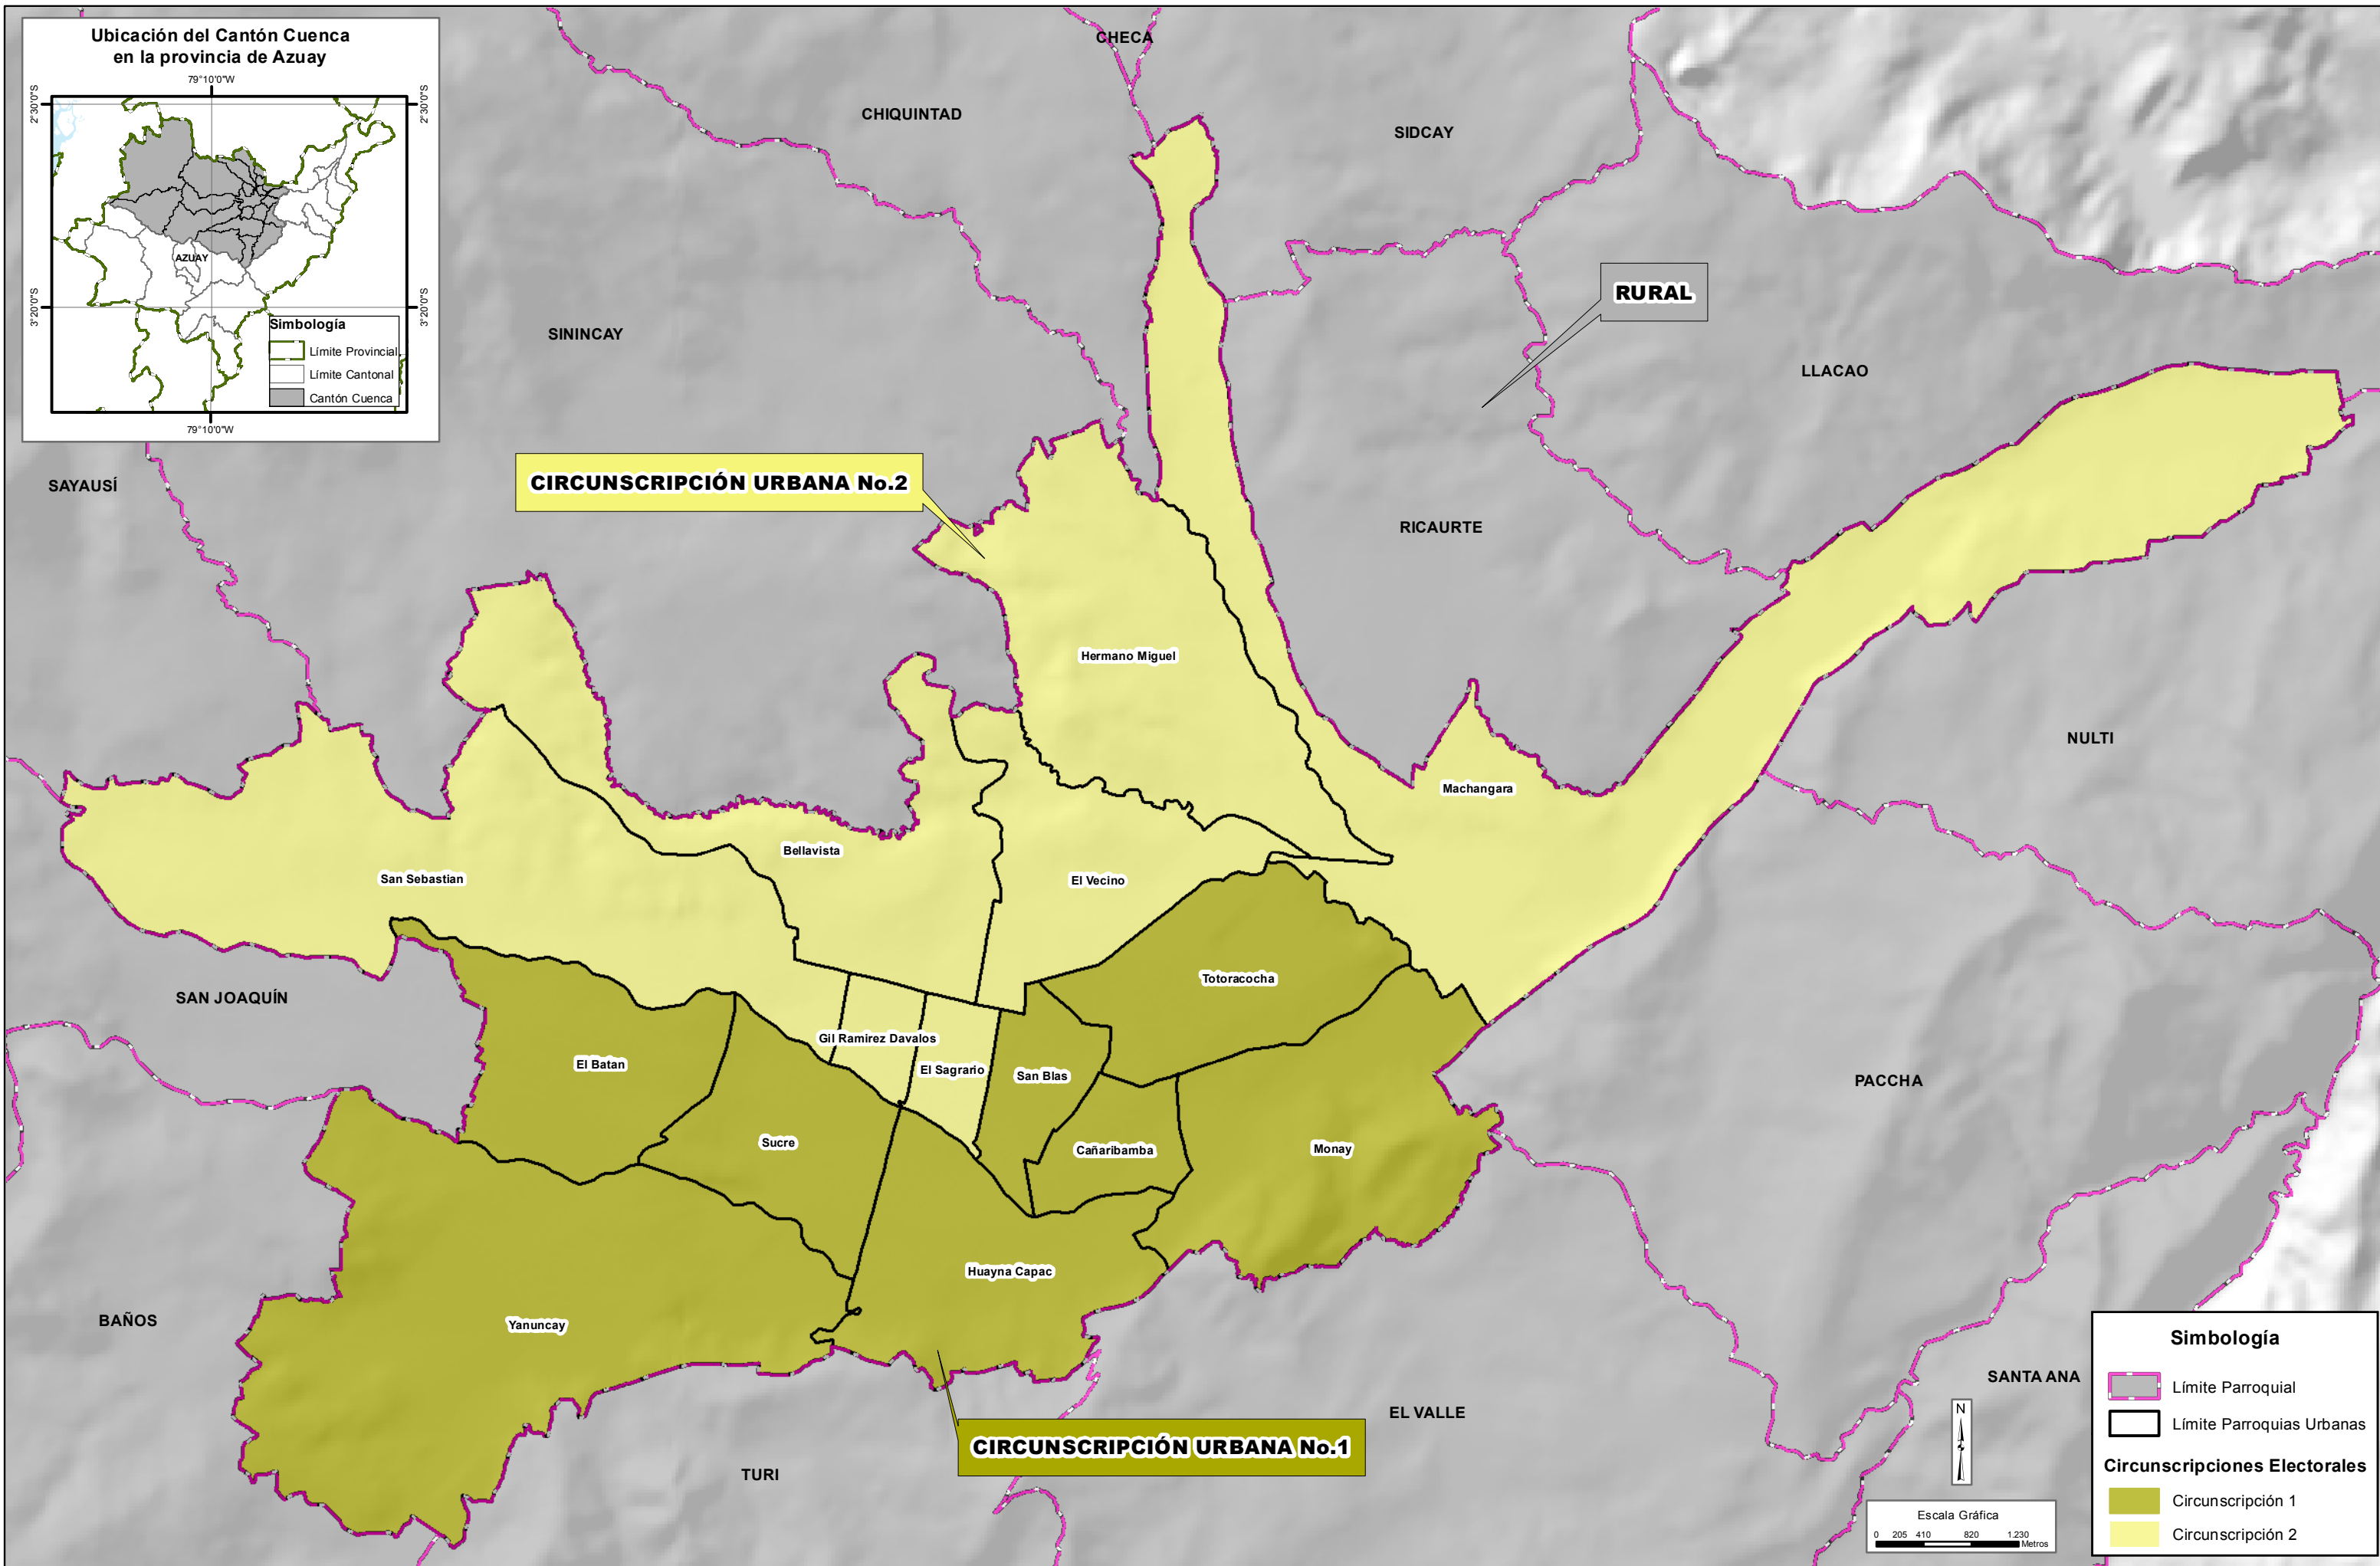 Ubicación del Cantón Cuenca
en la provincia de Azuay
79°10'0"W
2°30'0"S
2°30'0"S
AZUAY
3°20'0"S
3°20'0"S
Simbología
Límite Provincial
Límite Cantonal
Cantón Cuenca
79°10'0"W
CHECA
CHIQUINTAD
SIDCAY
RURAL
SININCAY
LLACAO
SAYAUSÍ
CIRCUNSCRIPCIÓN URBANA No.2
RICAURTE
Hermano Miguel
NULTI
Machangara
Bellavista
San Sebastian
El Vecino
Totoracocha
SAN JOAQUÍN
Gil Ramirez Davalos
El Batan
El Sagrario
San Blas
PACCHA
Sucre
Cañaribamba
Monay
Huayna Capac
BAÑOS
Yanuncay
SANTA ANA
EL VALLE
CIRCUNSCRIPCIÓN URBANA No.1
TURI
N
Escala Gráfica
0 205 410 820 1.230
Metros
Simbología
Límite Parroquial
Límite Parroquias Urbanas
Circunscripciones Electorales
Circunscripción 1
Circunscripción 2